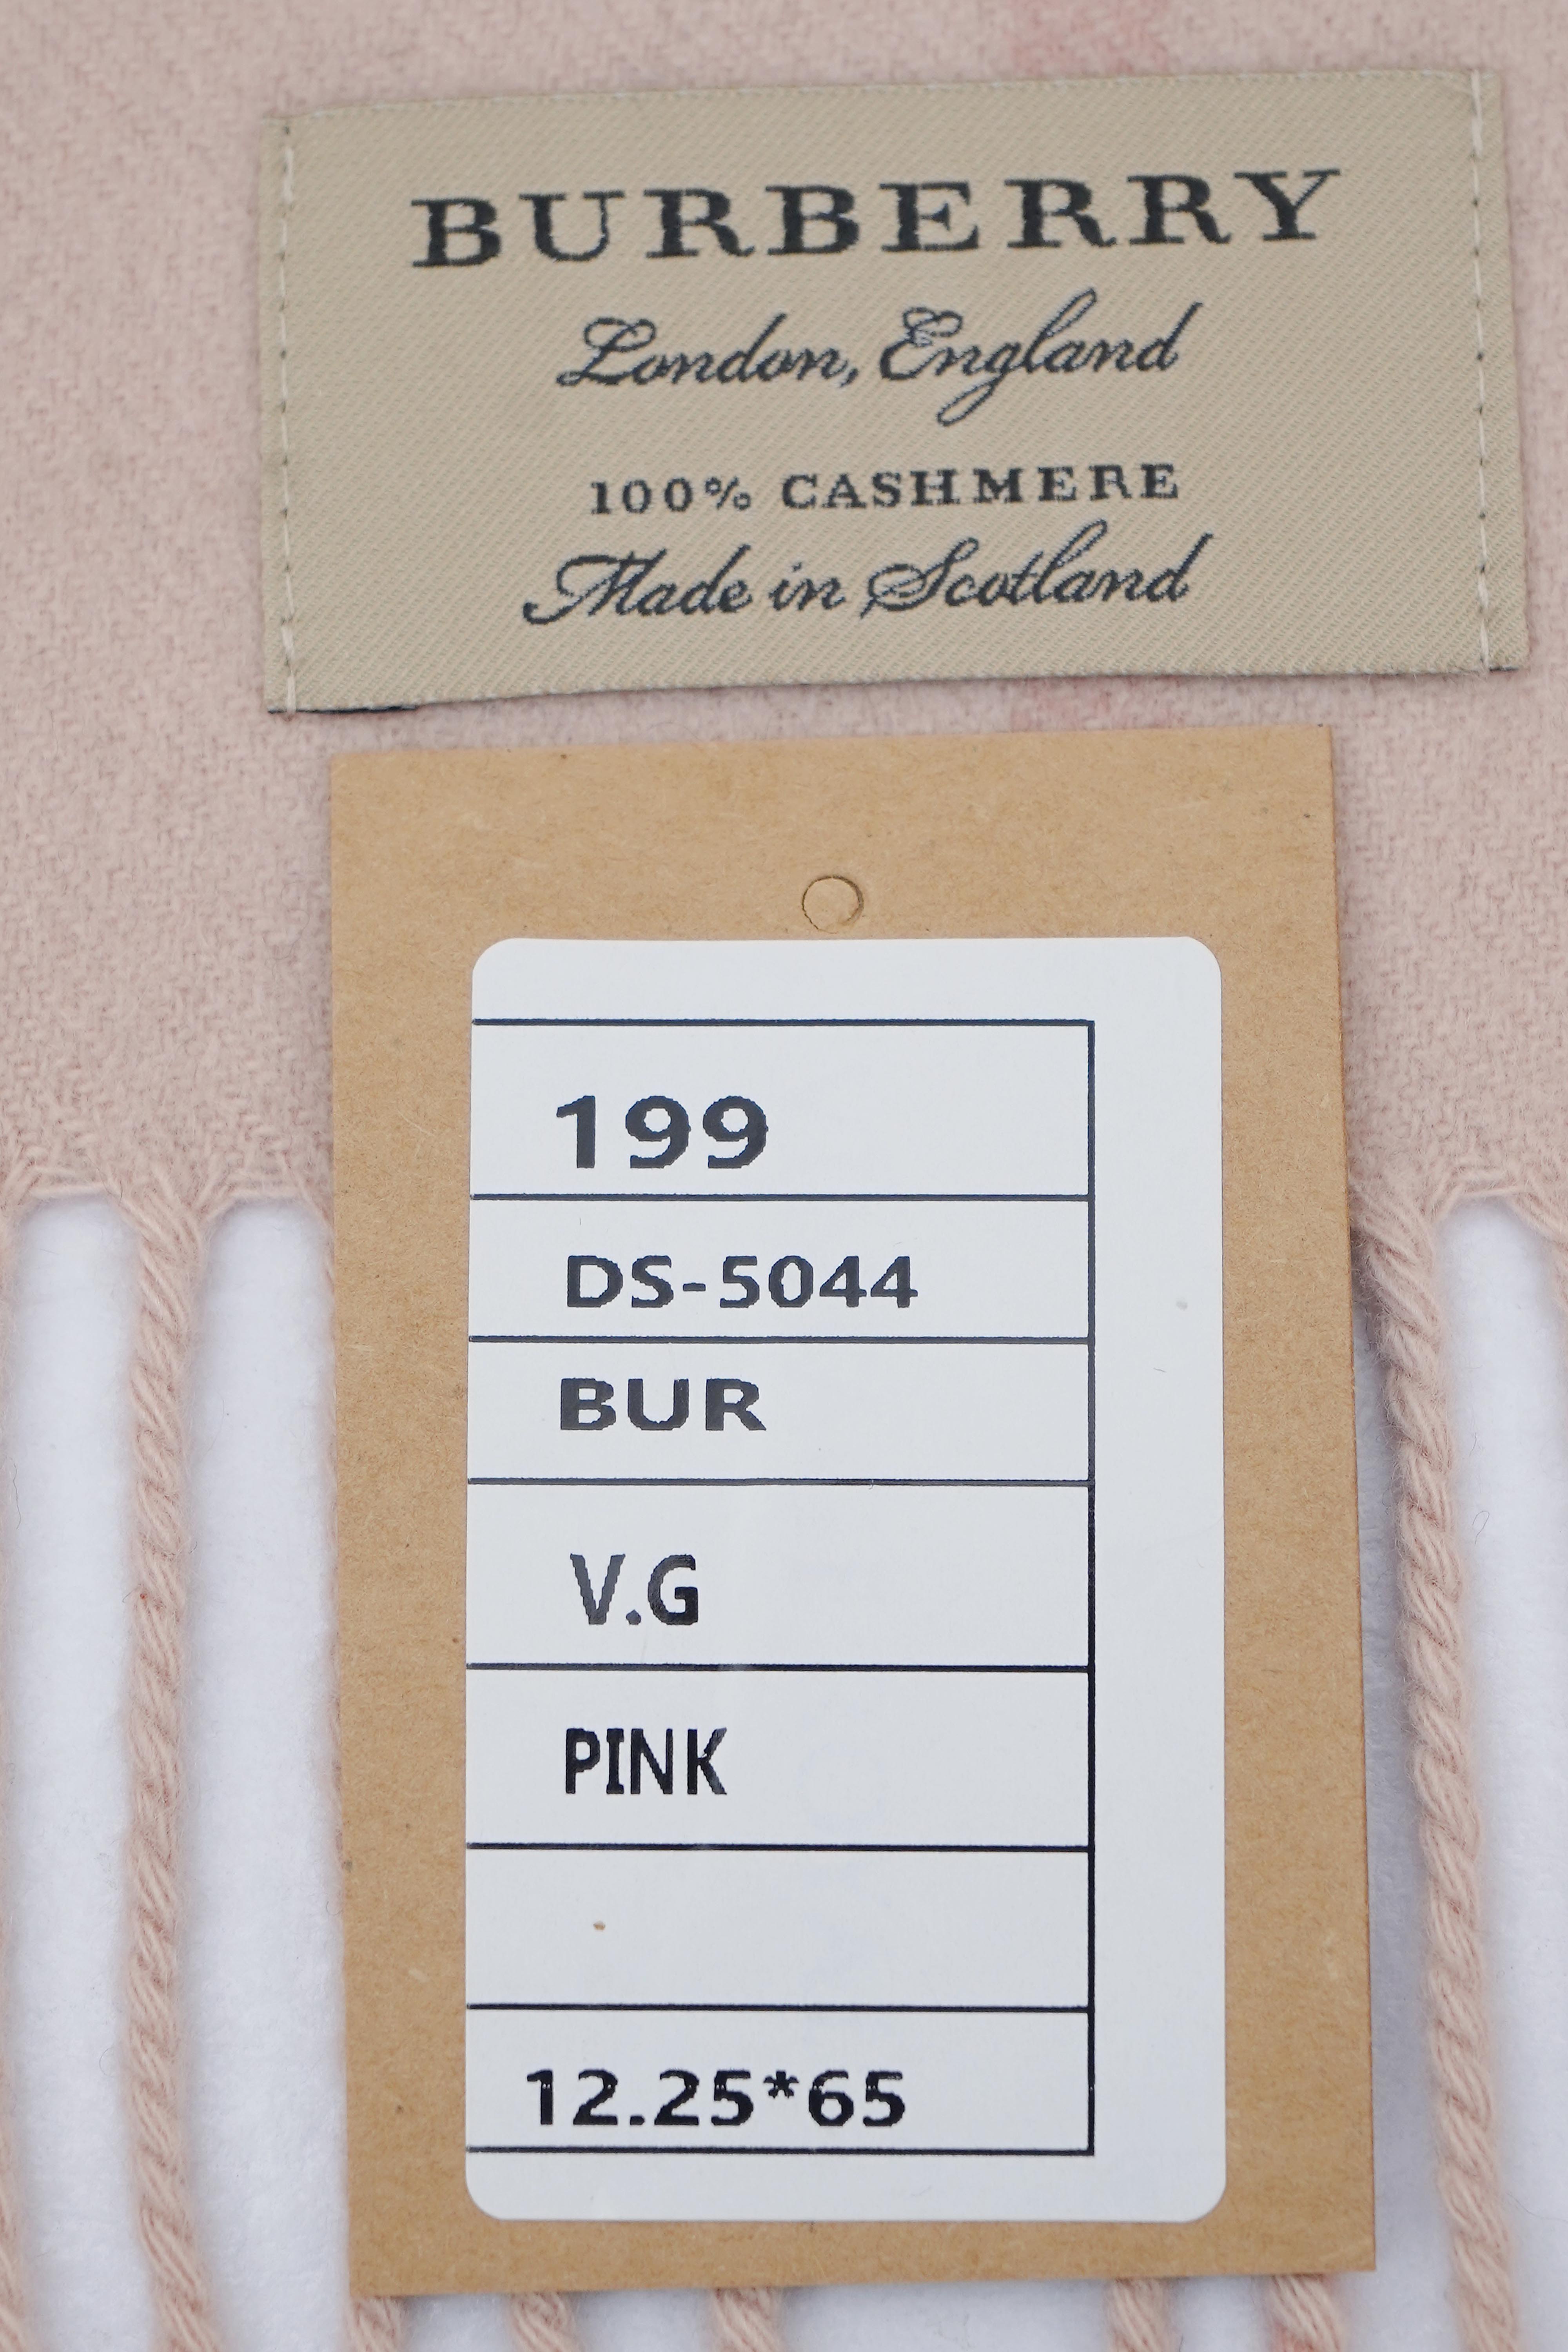 BURBERRY
London, England
100% CASHMERE
Made in Scotland
199
DS-5044
BUR
V.G
PINK
12.25*65